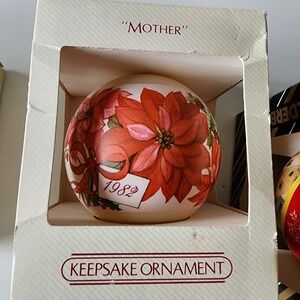 "MOTHER"
1982
KEEPSAKE ORNAMENT